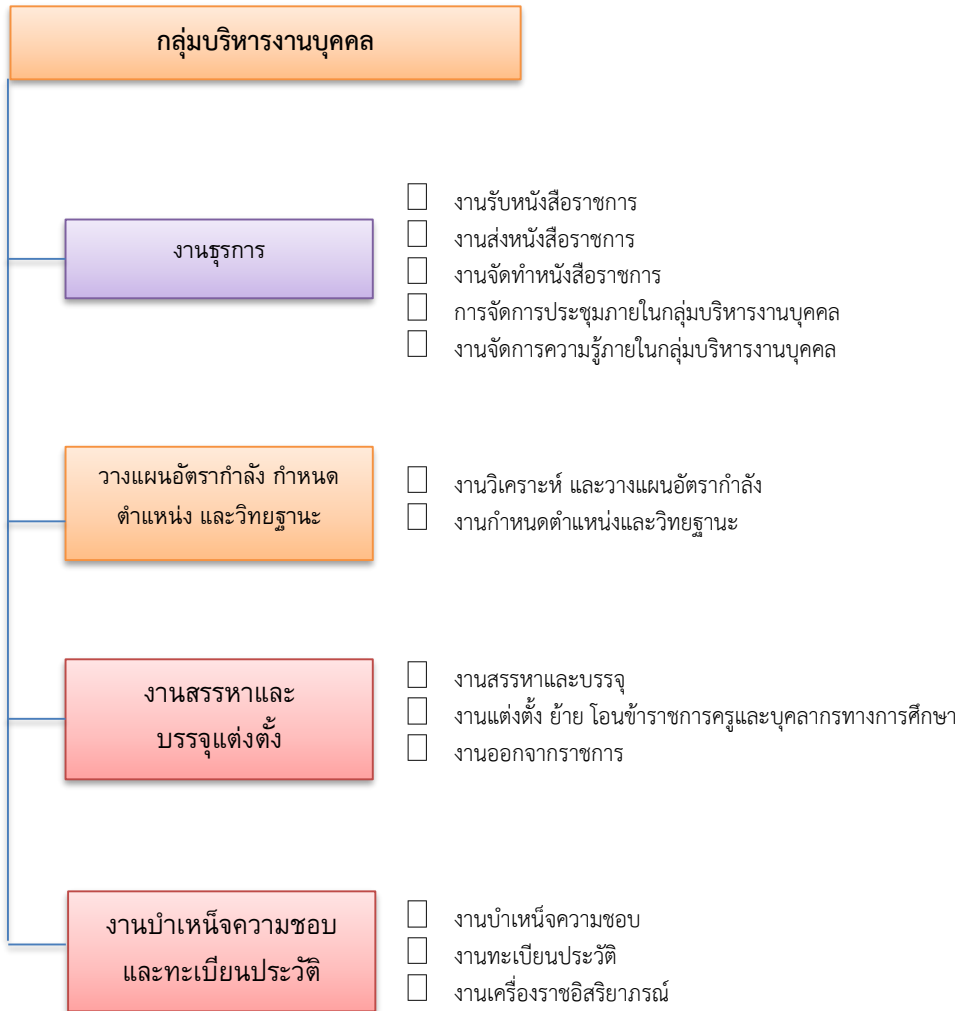 กลุ่มบริหารงานบุคคล
งานธุรการ
งานรับหนังสือราชการ
งานส่งหนังสือราชการ
งานจัดทำหนังสือราชการ
การจัดการประชุมภายในกลุ่มบริหารงานบุคคล
งานจัดการความรู้ภายในกลุ่มบริหารงานบุคคล
วางแผนอัตรากำลัง กำหนด
ตำแหน่ง และวิทยฐานะ
งานวิเคราะห์ และวางแผนอัตรากำลัง
งานกำหนดตำแหน่งและวิทยฐานะ
งานสรรหาและ
บรรจุแต่งตั้ง
งานสรรหาและบรรจุ
งานแต่งตั้ง ย้าย โอนข้าราชการครูและบุคลากรทางการศึกษา
งานออกจากราชการ
งานบำเหน็จความชอบ
และทะเบียนประวัติ
งานบำเหน็จความชอบ
งานทะเบียนประวัติ
งานเครื่องราชอิสริยาภรณ์